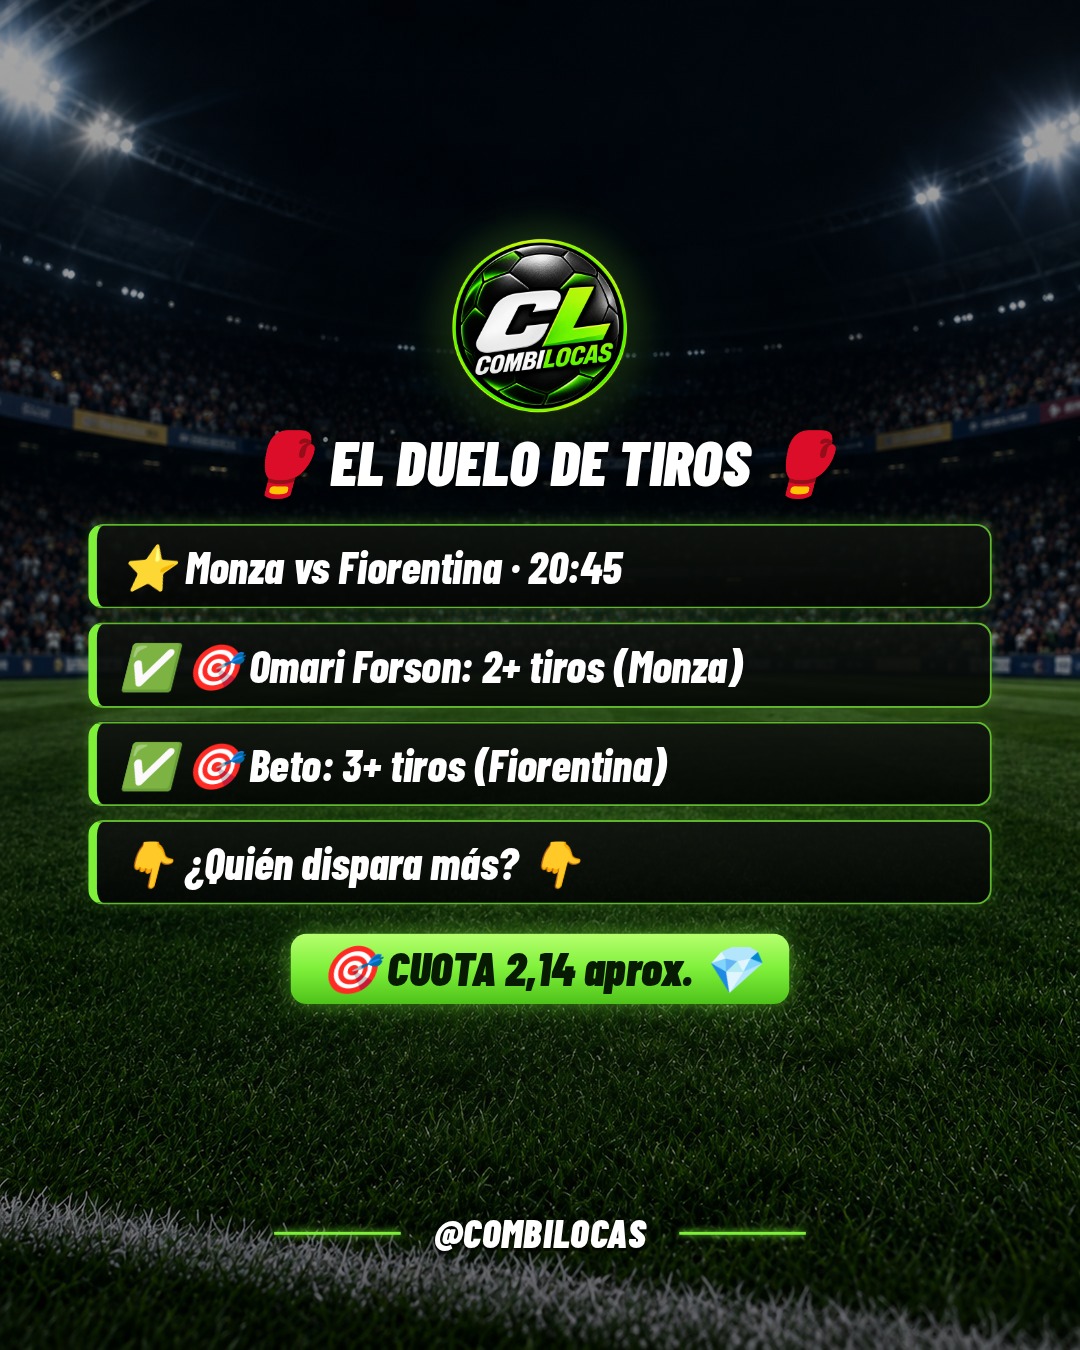 CL
COMBILOCAS
🥊 EL DUELO DE TIROS 🥊
⭐ Monza vs Fiorentina · 20:45
✅ 🎯 Omari Forson: 2+ tiros (Monza)
✅ 🎯 Beto: 3+ tiros (Fiorentina)
👇 ¿Quién dispara más? 👇
🎯 CUOTA 2,14 aprox. 💎
@COMBILOCAS